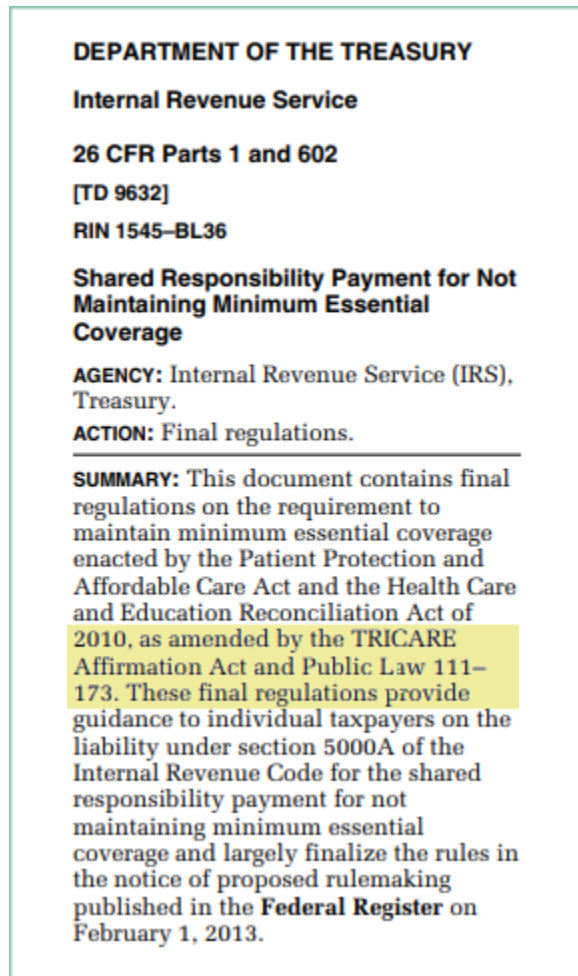 DEPARTMENT OF THE TREASURY
Internal Revenue Service
26 CFR Parts 1 and 602
[TD 9632]
RIN 1545–BL36
Shared Responsibility Payment for Not
Maintaining Minimum Essential
Coverage
AGENCY: Internal Revenue Service (IRS),
Treasury.
ACTION: Final regulations.
SUMMARY: This document contains final
regulations on the requirement to
maintain minimum essential coverage
enacted by the Patient Protection and
Affordable Care Act and the Health Care
and Education Reconciliation Act of
2010, as amended by the TRICARE
Affirmation Act and Public Law 111–
173. These final regulations provide
guidance to individual taxpayers on the
liability under section 5000A of the
Internal Revenue Code for the shared
responsibility payment for not
maintaining minimum essential
coverage and largely finalize the rules in
the notice of proposed rulemaking
published in the Federal Register on
February 1, 2013.